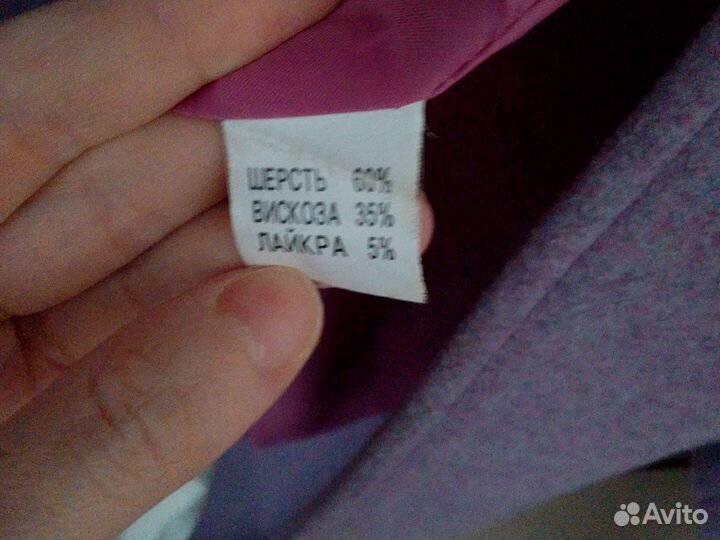 ШЕРСТЬ 60%
ВИСКОЗА 35%
ЛАЙКРА 5%
Avito